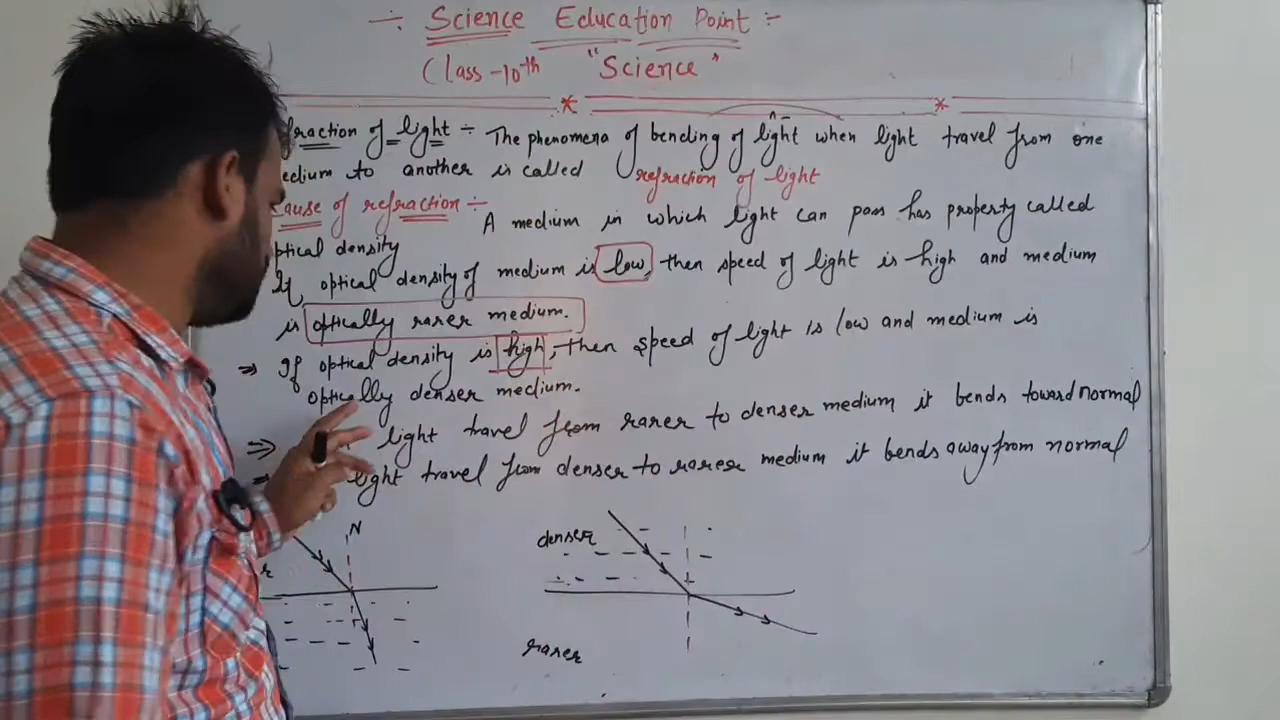 ÷ Science Education Point :-
Class -10th "Science"
fraction of light ÷ The phenomena of bending of light when light travel from one
edium to another is called refraction of light
Cause of refraction ÷ A medium in which light can pass has property called
ptical density
If optical density of medium is low, then speed of light is high and medium
is optically rarer medium.
⇒ If optical density is high, then speed of light is low and medium is
optically denser medium.
⇒ light travel from rarer to denser medium it bends toward normal
⇒ light travel from denser to rarer medium it bends away from normal
N
r
denser
rarer